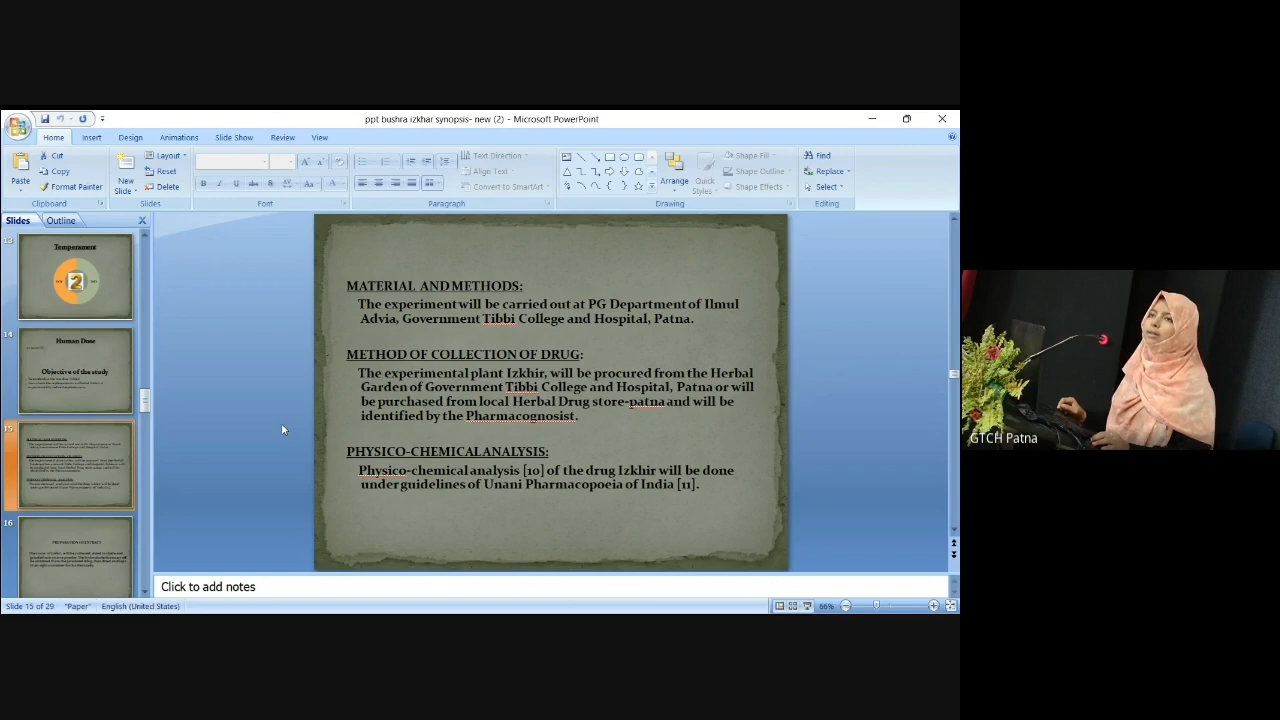 ppt bushra izkhar synopsis- new (2) - Microsoft PowerPoint
Home Insert Design Animations Slide Show Review View
Paste
Cut
Copy
Format Painter
Clipboard
New Slide
Layout
Reset
Delete
Slides
Font
Text Direction
Align Text
Convert to SmartArt
Paragraph
Arrange
Quick Styles
Shape Fill
Shape Outline
Shape Effects
Drawing
Find
Replace
Select
Editing
Slides Outline
13
Temperament
2
14
Human Dose
Objective of the study
15
16
MATERIAL AND METHODS:
The experiment will be carried out at PG Department of Ilmul
Advia, Government Tibbi College and Hospital, Patna.
METHOD OF COLLECTION OF DRUG:
The experimental plant Izkhir, will be procured from the Herbal
Garden of Government Tibbi College and Hospital, Patna or will
be purchased from local Herbal Drug store-patna and will be
identified by the Pharmacognosist.
PHYSICO-CHEMICAL ANALYSIS:
Physico-chemical analysis [10] of the drug Izkhir will be done
under guidelines of Unani Pharmacopoeia of India [11].
Click to add notes
Slide 15 of 29 "Paper" English (United States) 66%
GTCH Patna